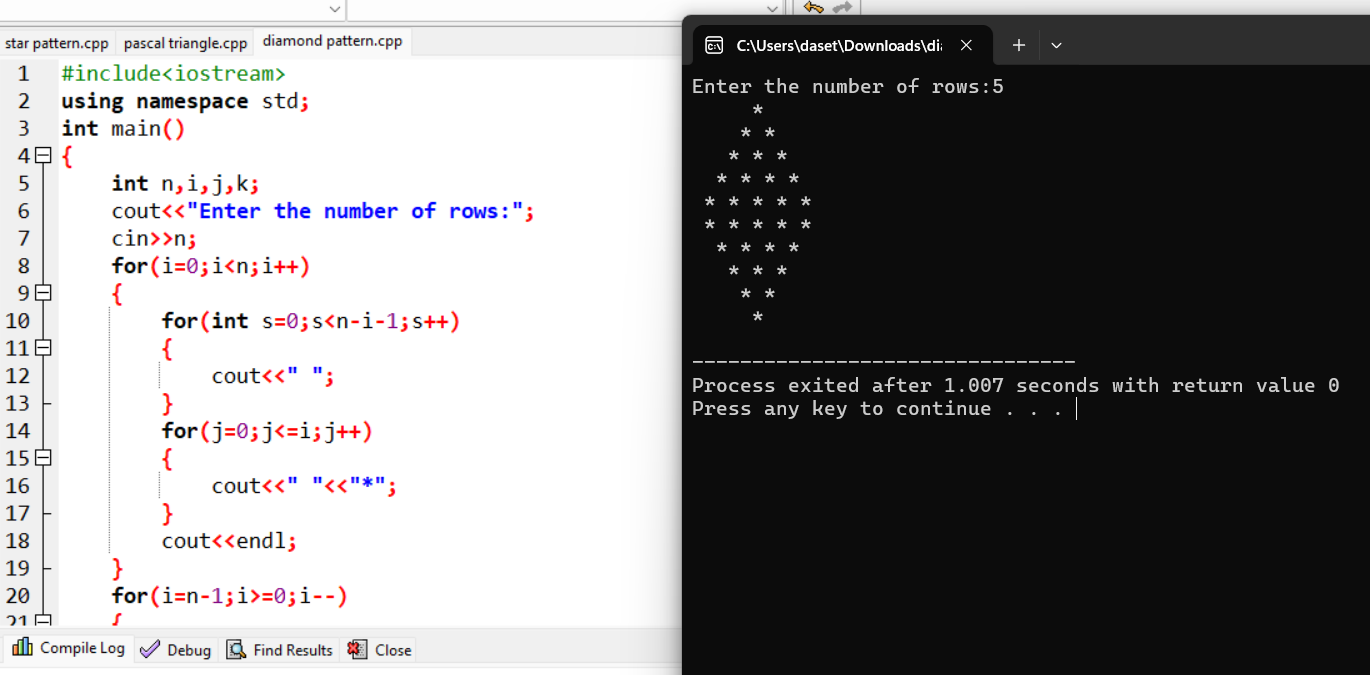 star pattern.cpp pascal triangle.cpp diamond pattern.cpp
1 #include<iostream>
2 using namespace std;
3 int main()
4 {
5 int n,i,j,k;
6 cout<<"Enter the number of rows:";
7 cin>>n;
8 for(i=0;i<n;i++)
9 {
10 for(int s=0;s<n-i-1;s++)
11 {
12 cout<<" ";
13 }
14 for(j=0;j<=i;j++)
15 {
16 cout<<" "<<"*";
17 }
18 cout<<endl;
19 }
20 for(i=n-1;i>=0;i--)
21 {
Compile Log Debug Find Results Close
C:\Users\daset\Downloads\di
Enter the number of rows:5
     *
    * *
   * * *
  * * * *
 * * * * *
 * * * * *
  * * * *
   * * *
    * *
     *
--------------------------------
Process exited after 1.007 seconds with return value 0
Press any key to continue . . .